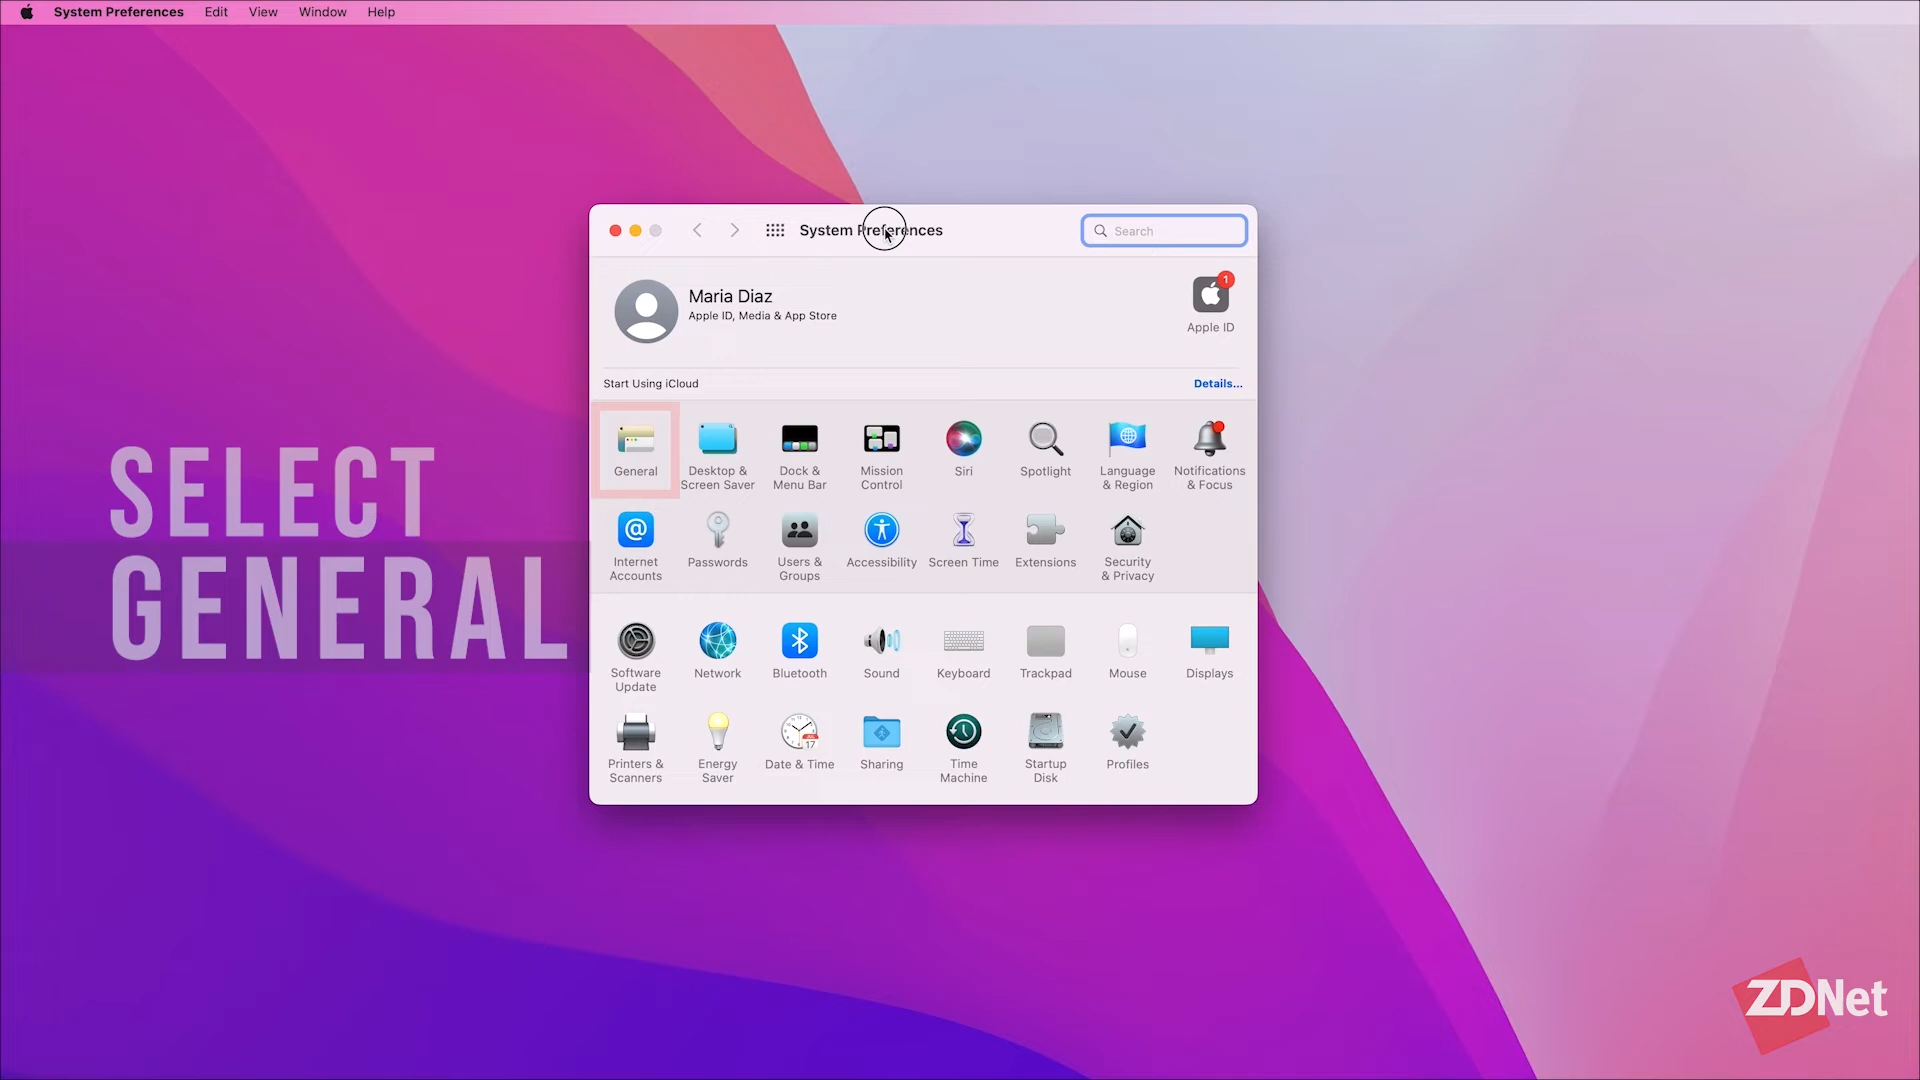 System Preferences Edit View Window Help
System Preferences
Search
Maria Diaz
Apple ID, Media & App Store
1
Apple ID
Start Using iCloud
Details...
General
Desktop &
Screen Saver
Dock &
Menu Bar
Mission
Control
Siri
Spotlight
Language
& Region
Notifications
& Focus
SELECT
GENERAL
@
Internet
Accounts
Passwords
Users &
Groups
Accessibility
Screen Time
Extensions
Security
& Privacy
Software
Update
Network
Bluetooth
Sound
Keyboard
Trackpad
Mouse
Displays
Printers &
Scanners
Energy
Saver
JUL
17
Date & Time
Sharing
Time
Machine
Startup
Disk
Profiles
ZDNet